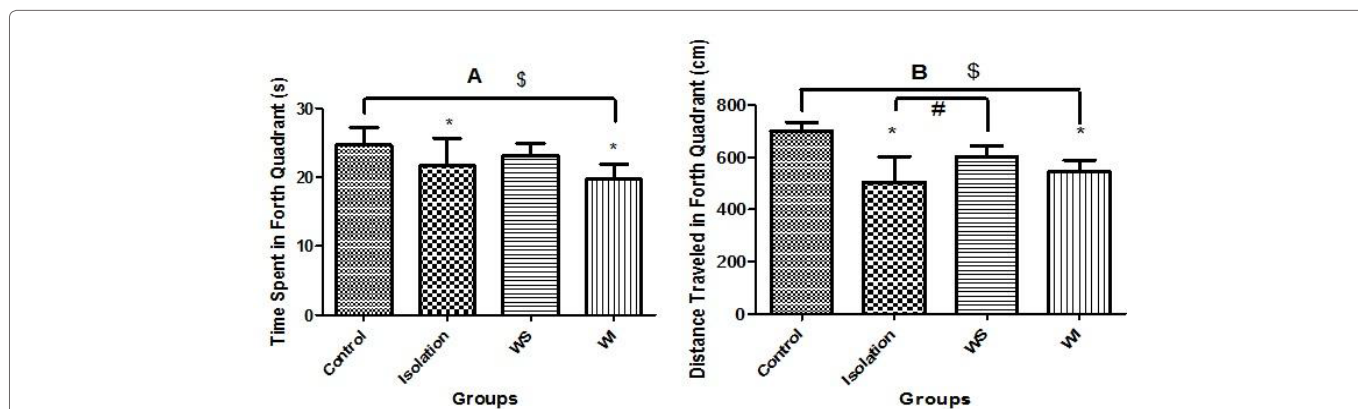 A $
Time Spent in Forth Quadrant (s)
30
20
10
0
*
*
Control
Isolation
WS
WI
Groups
B $
#
Distance Traveled in Forth Quadrant (cm)
800
600
400
200
0
*
*
Control
Isolation
WS
WI
Groups